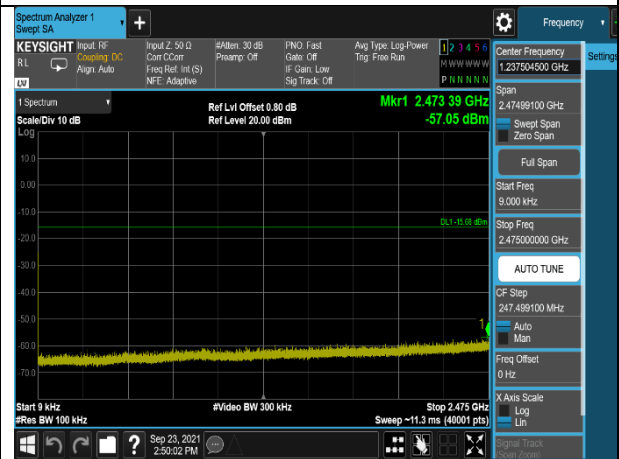 Spectrum Analyzer 1
Swept SA
Frequency
KEYSIGHT
RL
Input: RF
Coupling: DC
Align: Auto
Input Z: 50 Ω
Corr CCorr
Freq Ref: Int (S)
NFE: Adaptive
#Atten: 30 dB
Preamp: Off
PNO: Fast
Gate: Off
IF Gain: Low
Sig Track: Off
Avg Type: Log-Power
Trig: Free Run
1 2 3 4 5 6
M W W W W W
P N N N N N
1 Spectrum
Scale/Div 10 dB
Log
Ref Lvl Offset 0.80 dB
Ref Level 20.00 dBm
Mkr1 2.473 39 GHz
-57.05 dBm
10.0
0.00
-10.0
DL1 -15.68 dBm
-20.0
-30.0
-40.0
-50.0
1
-60.0
-70.0
Start 9 kHz
#Res BW 100 kHz
#Video BW 300 kHz
Stop 2.475 GHz
Sweep ~11.3 ms (40001 pts)
Sep 23, 2021
2:50:02 PM
Center Frequency
1.237504500 GHz
Settings
Span
2.47499100 GHz
Swept Span
Zero Span
Full Span
Start Freq
9.000 kHz
Stop Freq
2.475000000 GHz
AUTO TUNE
CF Step
247.499100 MHz
Auto
Man
Freq Offset
0 Hz
X Axis Scale
Log
Lin
Signal Track
(Span Zoom)